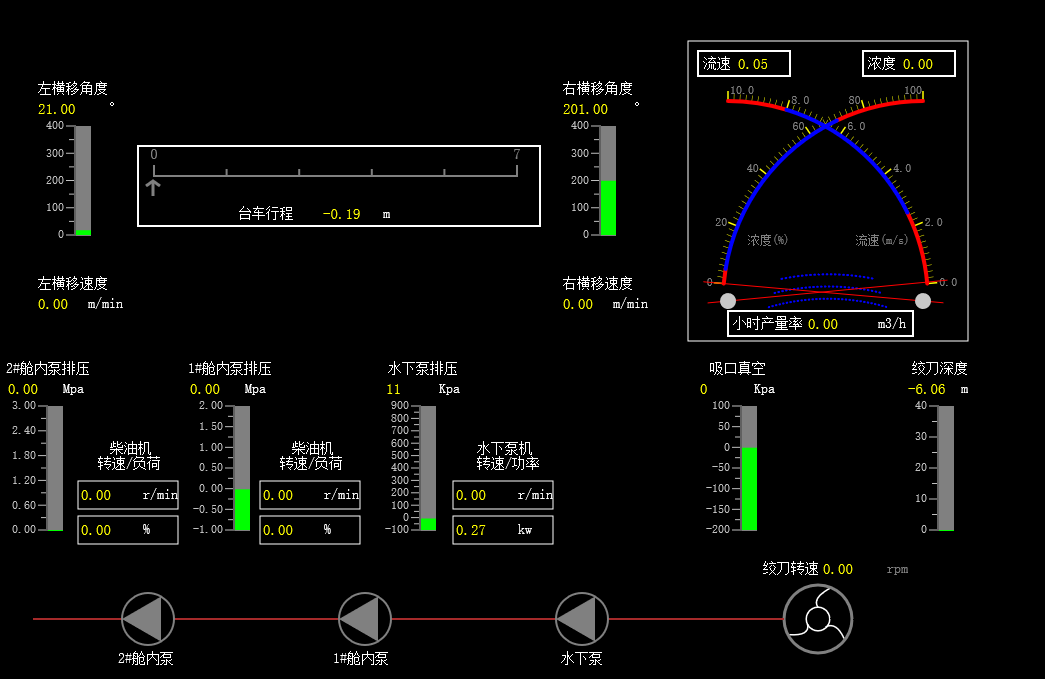 左横移角度
21.00 °
400
300
200
100
0
0 7
台车行程 -0.19 m
右横移角度
201.00 °
400
300
200
100
0
左横移速度
0.00 m/min
右横移速度
0.00 m/min
流速 0.05
浓度 0.00
10.0 8.0 80 100
60 6.0
40 4.0
20 2.0
浓度(%) 流速(m/s)
0 0.0
小时产量率 0.00 m3/h
2#舱内泵排压
0.00 Mpa
3.00
2.40
1.80
1.20
0.60
0.00
柴油机
转速/负荷
0.00 r/min
0.00 %
1#舱内泵排压
0.00 Mpa
2.00
1.50
1.00
0.50
0.00
-0.50
-1.00
柴油机
转速/负荷
0.00 r/min
0.00 %
水下泵排压
11 Kpa
900
800
700
600
500
400
300
200
100
0
-100
水下泵机
转速/功率
0.00 r/min
0.27 kw
吸口真空
0 Kpa
100
50
0
-50
-100
-150
-200
绞刀深度
-6.06 m
40
30
20
10
0
绞刀转速 0.00 rpm
2#舱内泵
1#舱内泵
水下泵